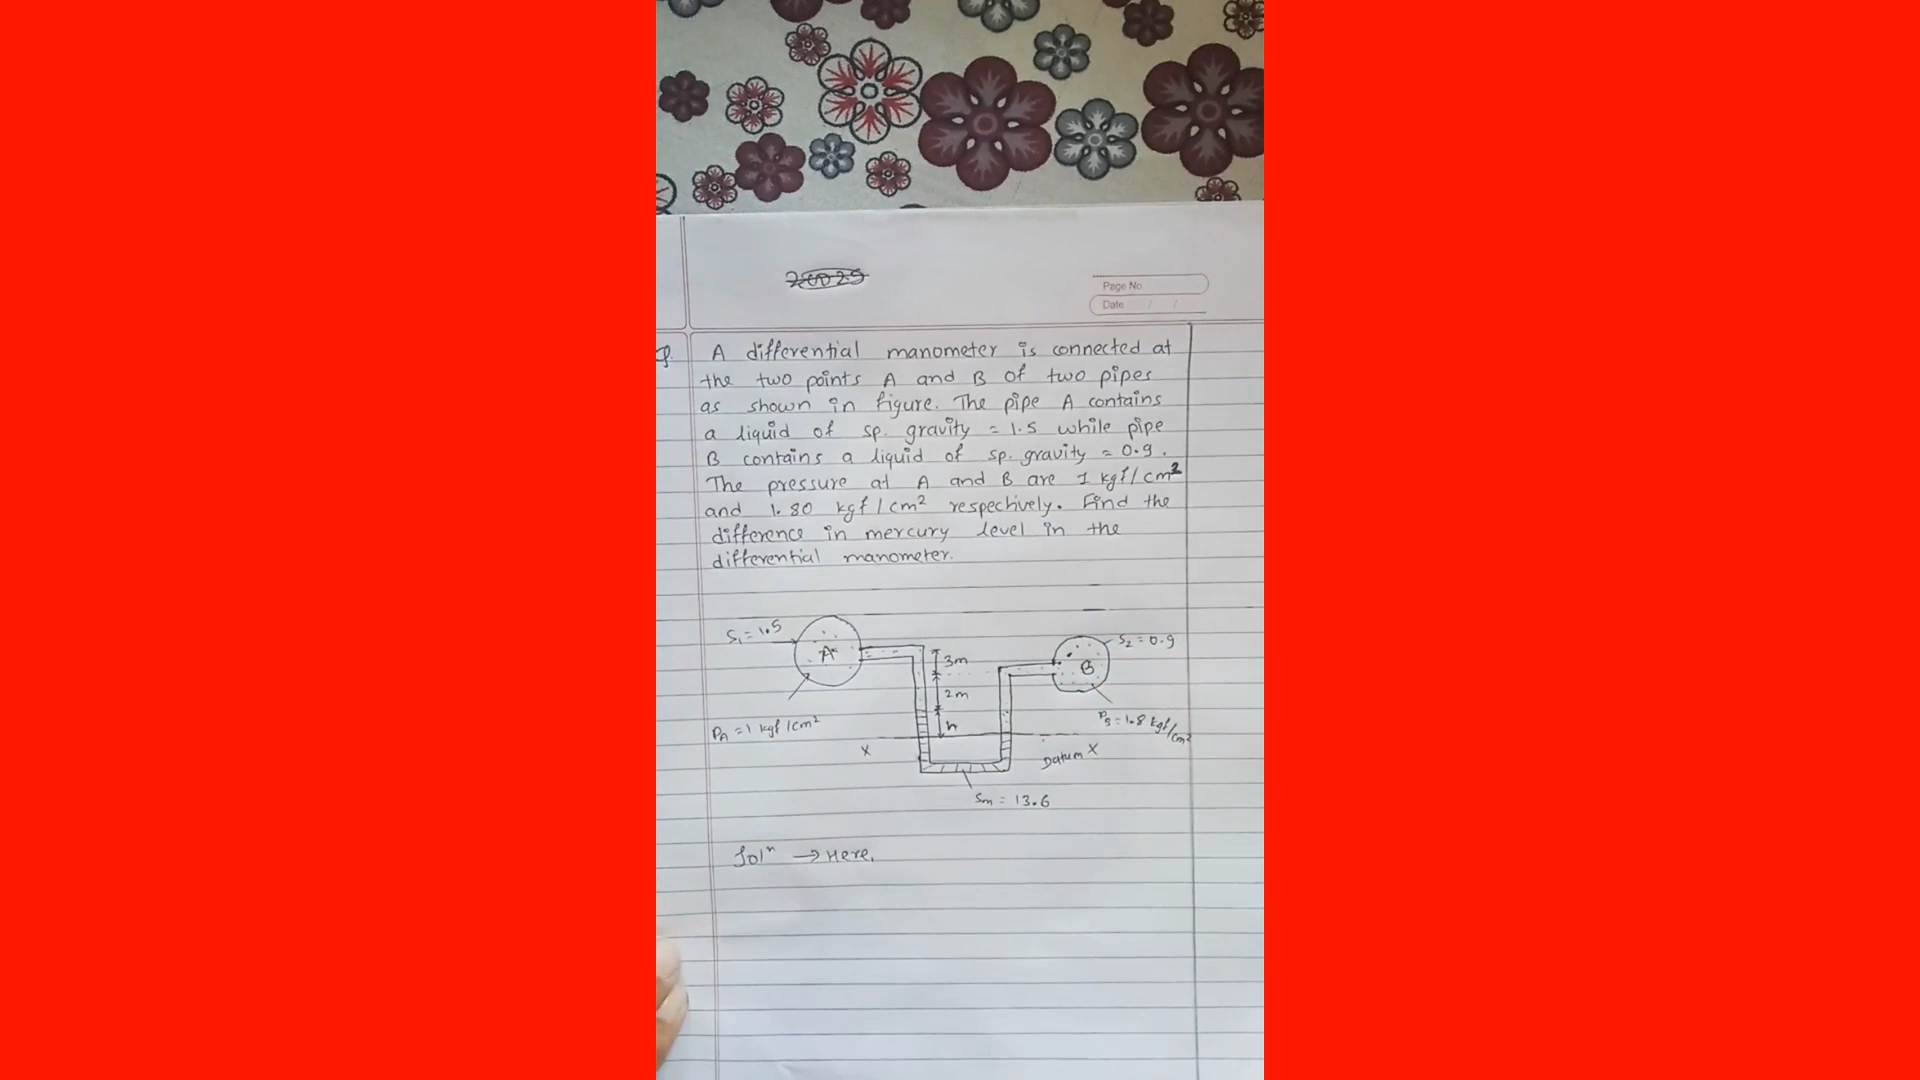 Page No
Date / /
Q. A differential manometer is connected at
the two points A and B of two pipes
as shown in figure. The pipe A contains
a liquid of sp. gravity = 1.5 while pipe
B contains a liquid of sp. gravity = 0.9.
The pressure at A and B are 1 kgf/cm²
and 1.80 kgf/cm² respectively. Find the
difference in mercury level in the
differential manometer.
S₁ = 1.5
A
3m
2m
h
S₂ = 0.9
B
PA = 1 kgf/cm²
PB = 1.8 kgf/cm²
X
Datum X
Sm = 13.6
Solⁿ → Here,